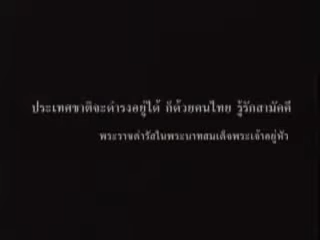 ประเทศชาติจะดำรงอยู่ได้ ก็ด้วยคนไทย รู้รักสามัคคี
พระราชดำรัสในพระบาทสมเด็จพระเจ้าอยู่หัว